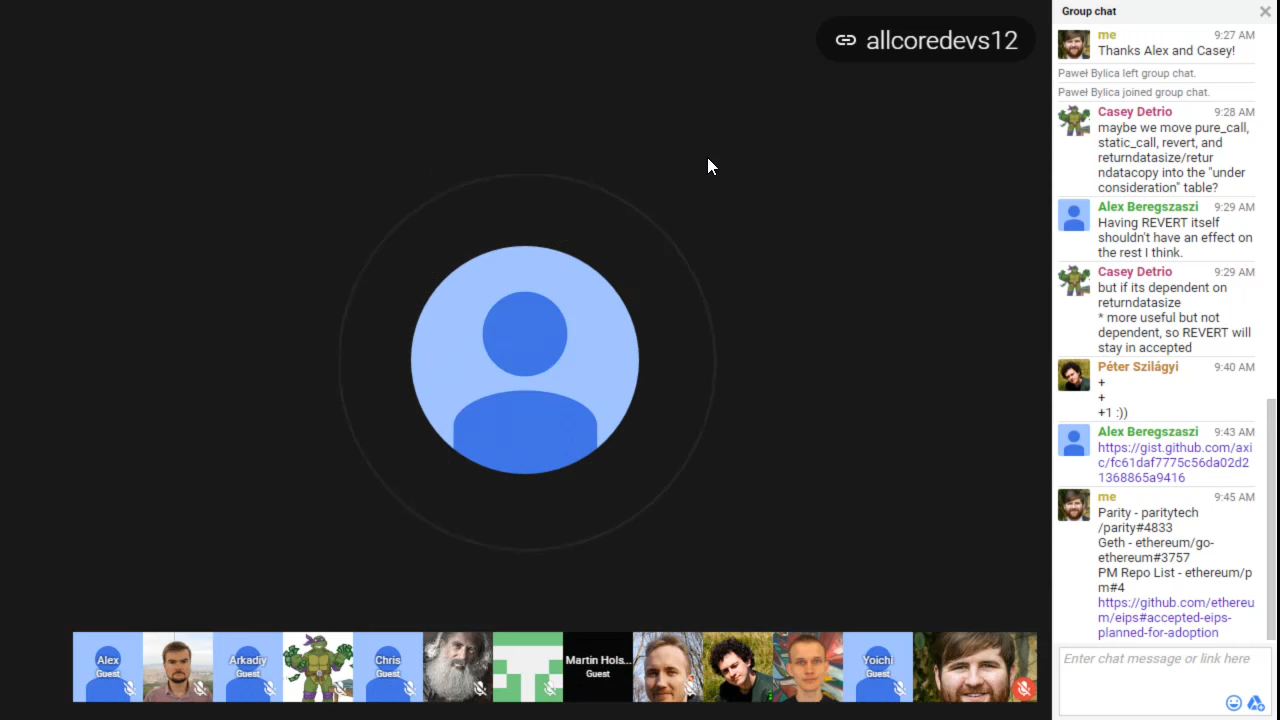 allcoredevs12
Group chat
me 9:27 AM
Thanks Alex and Casey!
Paweł Bylica left group chat.
Paweł Bylica joined group chat.
Casey Detrio 9:28 AM
maybe we move pure_call,
static_call, revert, and
returndatasize/retur
ndatacopy into the "under
consideration" table?
Alex Beregszaszi 9:29 AM
Having REVERT itself
shouldn't have an effect on
the rest I think.
Casey Detrio 9:29 AM
but if its dependent on
returndatasize
* more useful but not
dependent, so REVERT will
stay in accepted
Péter Szilágyi 9:40 AM
+
+
+1 :))
Alex Beregszaszi 9:43 AM
https://gist.github.com/axi
c/fc61daf7775c56da02d2
1368865a9416
me 9:45 AM
Parity - paritytech
/parity#4833
Geth - ethereum/go-
ethereum#3757
PM Repo List - ethereum/p
m#4
https://github.com/ethereu
m/eips#accepted-eips-
planned-for-adoption
Enter chat message or link here
Alex
Guest
Arkadiy
Guest
Chris
Guest
Martin Hols...
Guest
Yoichi
Guest